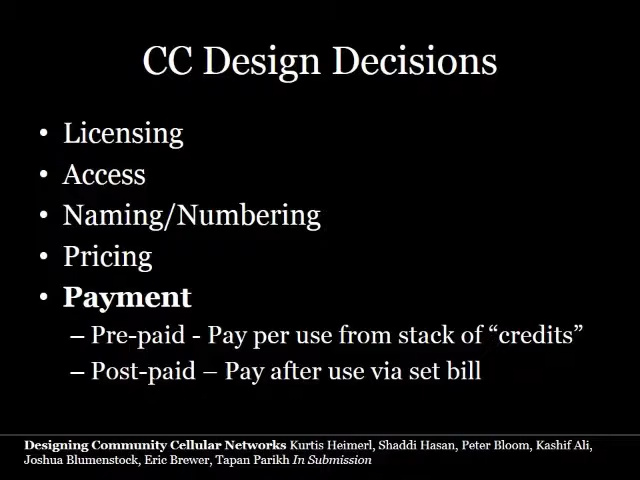 CC Design Decisions
• Licensing
• Access
• Naming/Numbering
• Pricing
• Payment
– Pre-paid - Pay per use from stack of “credits”
– Post-paid – Pay after use via set bill
Designing Community Cellular Networks Kurtis Heimerl, Shaddi Hasan, Peter Bloom, Kashif Ali,
Joshua Blumenstock, Eric Brewer, Tapan Parikh In Submission